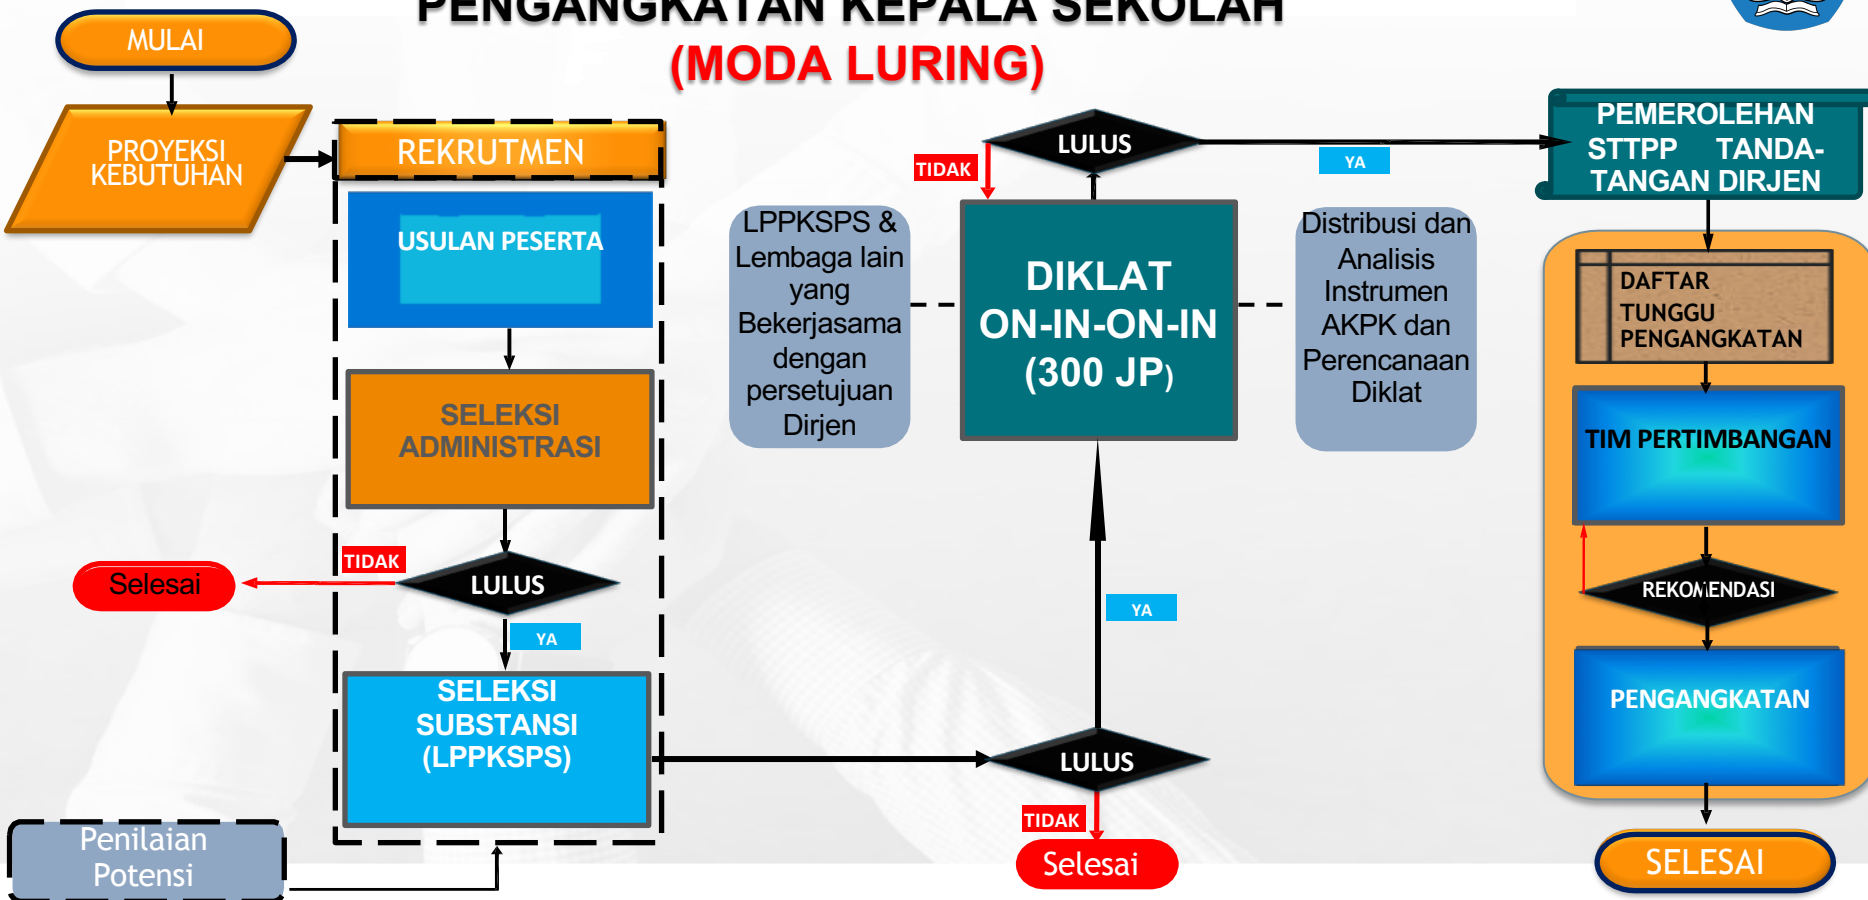 PENGANGKATAN KEPALA SEKOLAH
(MODA LURING)
MULAI
PROYEKSI
KEBUTUHAN
REKRUTMEN
USULAN PESERTA
SELEKSI
ADMINISTRASI
TIDAK
LULUS
Selesai
YA
SELEKSI
SUBSTANSI
(LPPKSPS)
Penilaian
Potensi
LULUS
TIDAK
YA
LPPKSPS &
Lembaga lain
yang
Bekerjasama
dengan
persetujuan
Dirjen
DIKLAT
ON-IN-ON-IN
(300 JP)
Distribusi dan
Analisis
Instrumen
AKPK dan
Perencanaan
Diklat
YA
LULUS
TIDAK
Selesai
PEMEROLEHAN
STTPP TANDA-
TANGAN DIRJEN
DAFTAR
TUNGGU
PENGANGKATAN
TIM PERTIMBANGAN
REKOMENDASI
PENGANGKATAN
SELESAI